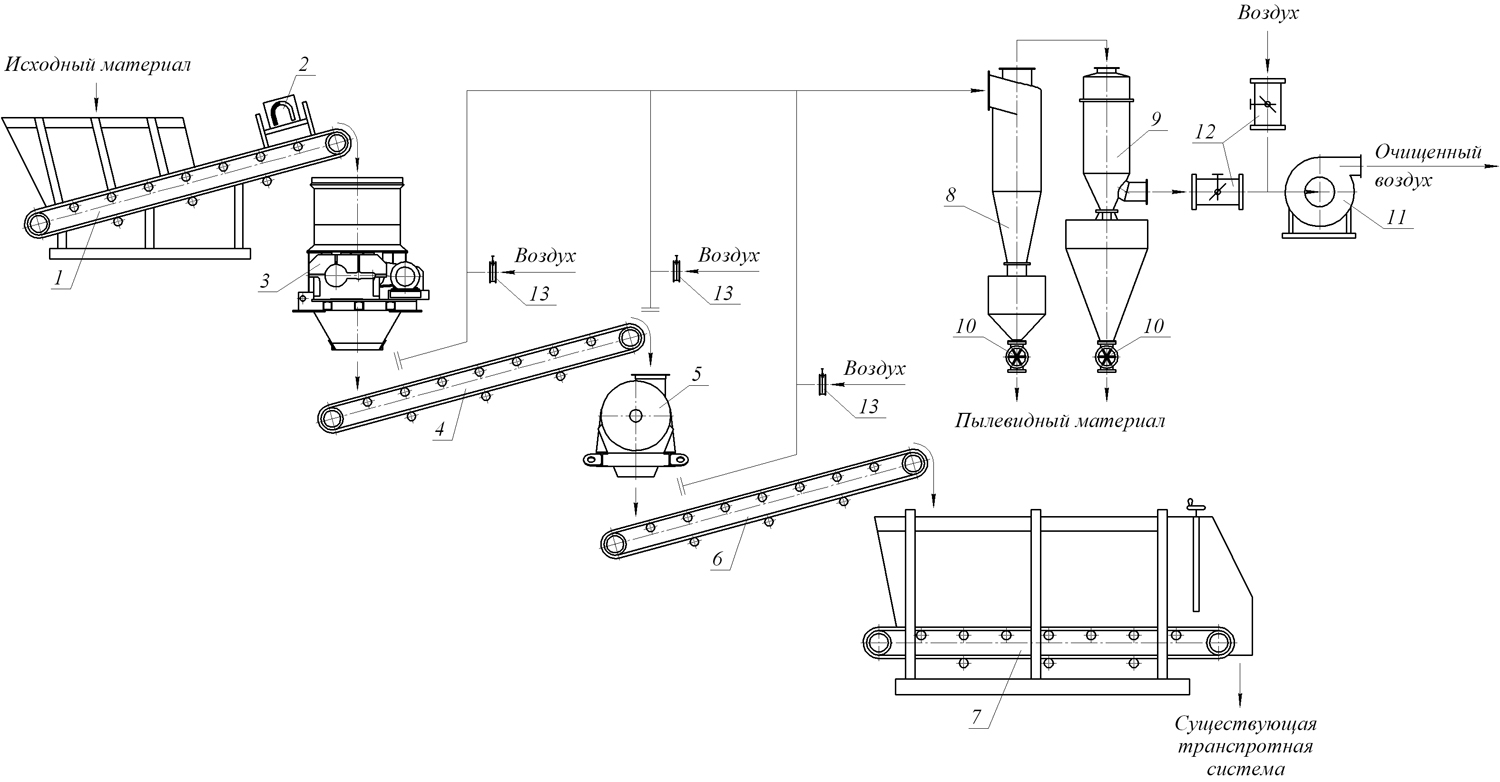 Исходный материал
2
1
3
Воздух
13
Воздух
13
4
5
Воздух
13
6
7
Существующая
транспротная
система
8
9
10
10
Пылевидный материал
Воздух
12
11
Очищенный
воздух